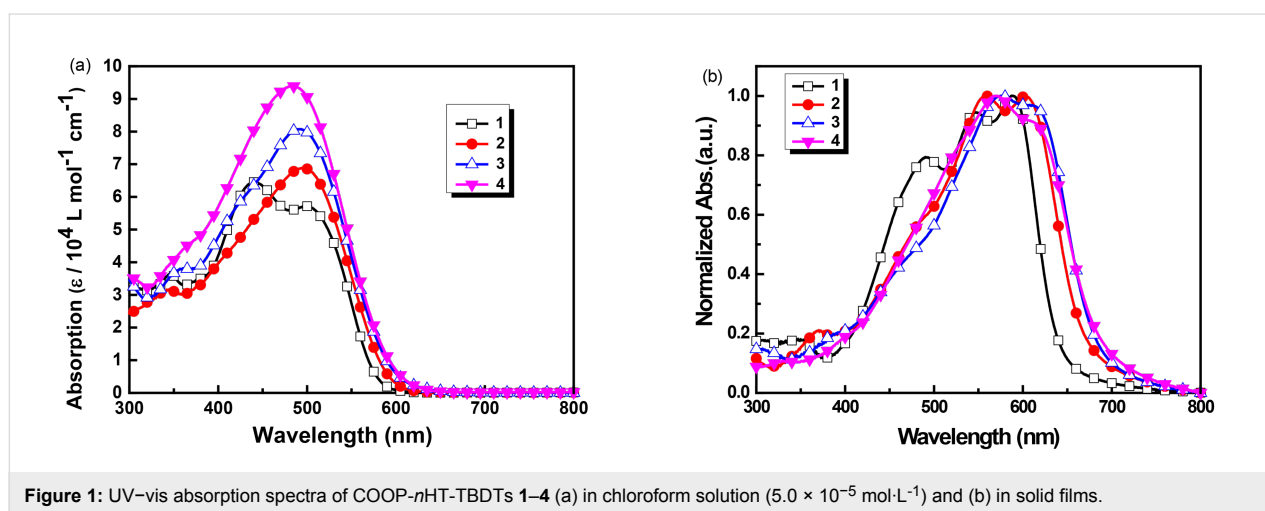 (a)
10
9
8
7
6
5
4
3
2
1
0
Absorption (ε / 10⁴ L mol⁻¹ cm⁻¹)
1
2
3
4
300 400 500 600 700 800
Wavelength (nm)
(b)
1.0
0.8
0.6
0.4
0.2
0.0
Normalized Abs.(a.u.)
1
2
3
4
300 400 500 600 700 800
Wavelength (nm)
Figure 1: UV−vis absorption spectra of COOP-nHT-TBDTs 1–4 (a) in chloroform solution (5.0 × 10⁻⁵ mol·L⁻¹) and (b) in solid films.